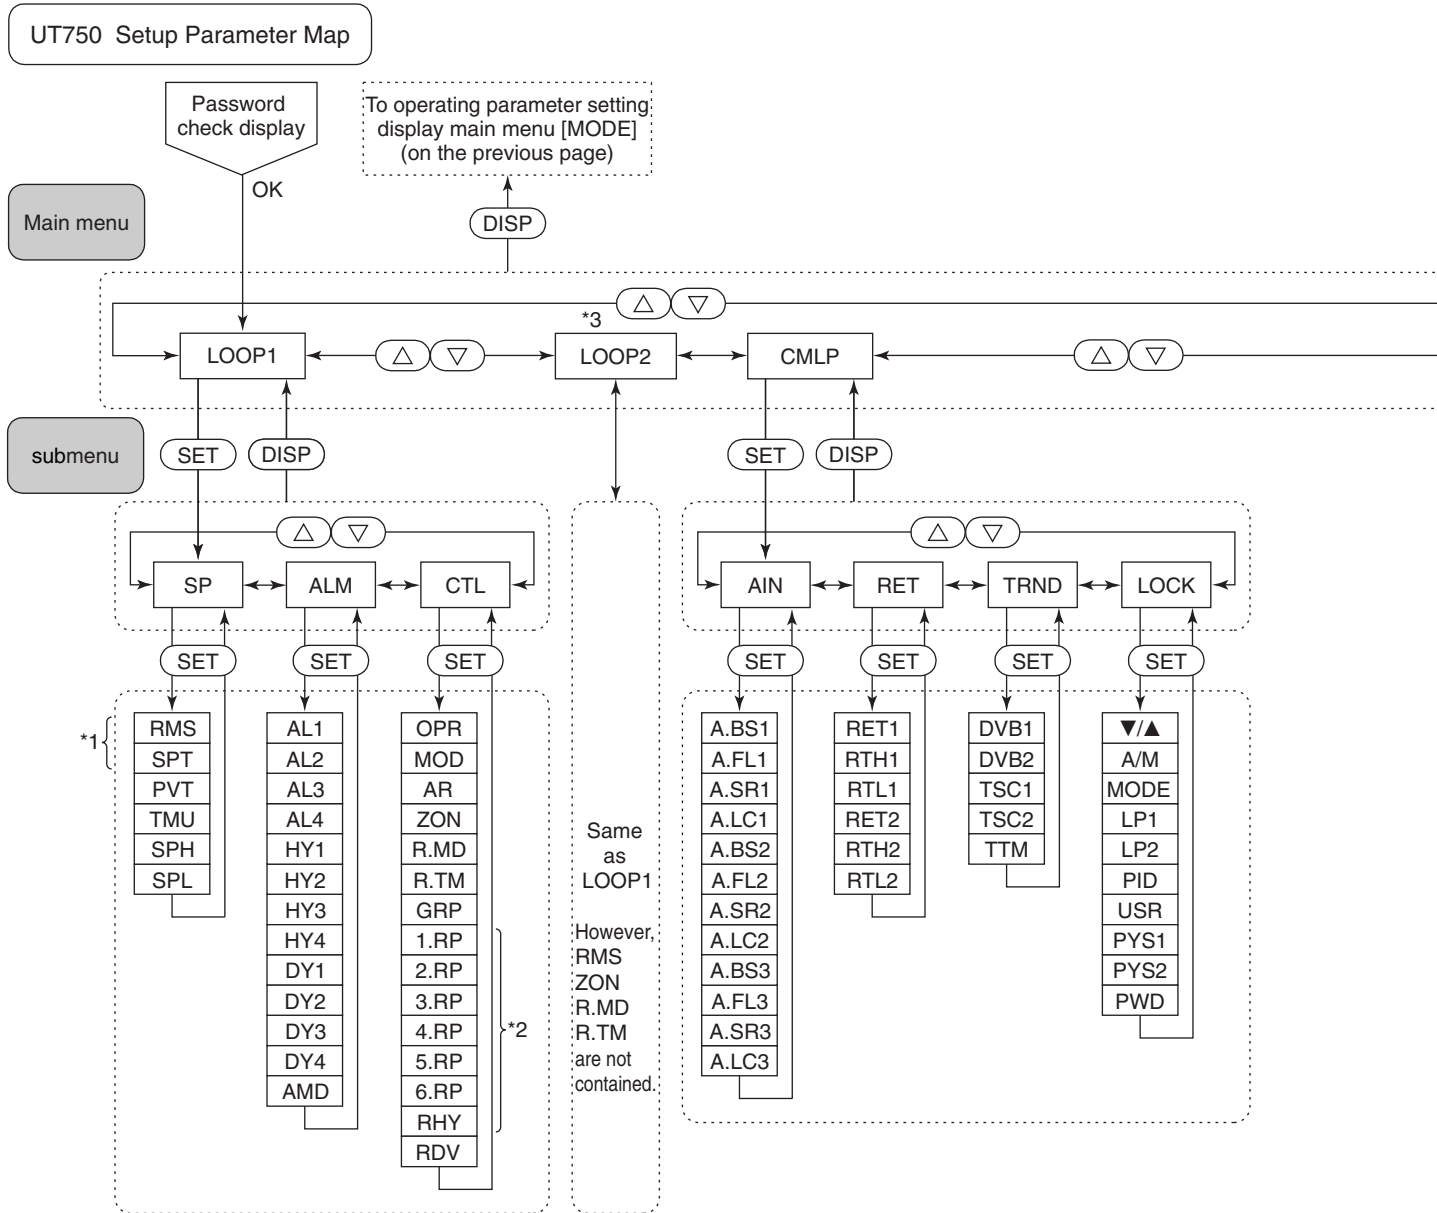 UT750 Setup Parameter Map
Password
check display
To operating parameter setting
display main menu [MODE]
(on the previous page)
OK
Main menu
DISP
△ ▽
*3
LOOP1
△ ▽
LOOP2
CMLP
△ ▽
submenu
SET
DISP
SET
DISP
△ ▽
△ ▽
SP
ALM
CTL
AIN
RET
TRND
LOCK
SET
SET
SET
SET
SET
SET
SET
*1
RMS
SPT
PVT
TMU
SPH
SPL
AL1
AL2
AL3
AL4
HY1
HY2
HY3
HY4
DY1
DY2
DY3
DY4
AMD
OPR
MOD
AR
ZON
R.MD
R.TM
GRP
1.RP
2.RP
3.RP
4.RP
5.RP
6.RP
RHY
RDV
*2
Same
as
LOOP1
However,
RMS
ZON
R.MD
R.TM
are not
contained.
A.BS1
A.FL1
A.SR1
A.LC1
A.BS2
A.FL2
A.SR2
A.LC2
A.BS3
A.FL3
A.SR3
A.LC3
RET1
RTH1
RTL1
RET2
RTH2
RTL2
DVB1
DVB2
TSC1
TSC2
TTM
▼/▲
A/M
MODE
LP1
LP2
PID
USR
PYS1
PYS2
PWD